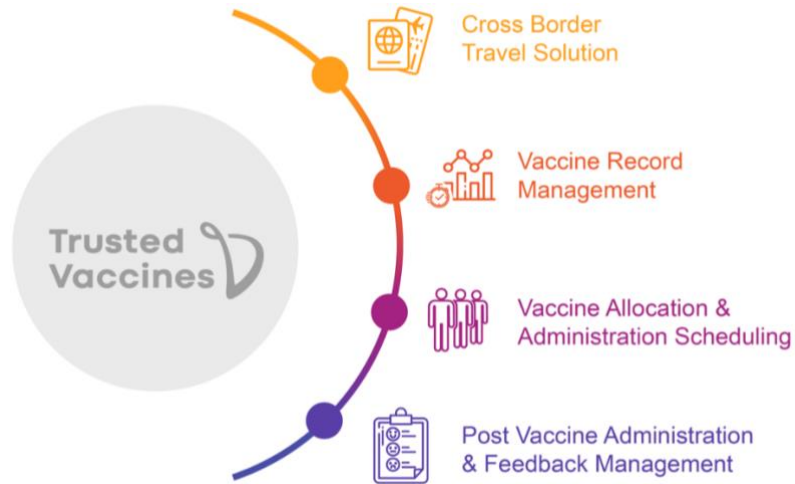 Cross Border
Travel Solution
Vaccine Record
Management
Trusted
Vaccines
Vaccine Allocation &
Administration Scheduling
Post Vaccine Administration
& Feedback Management